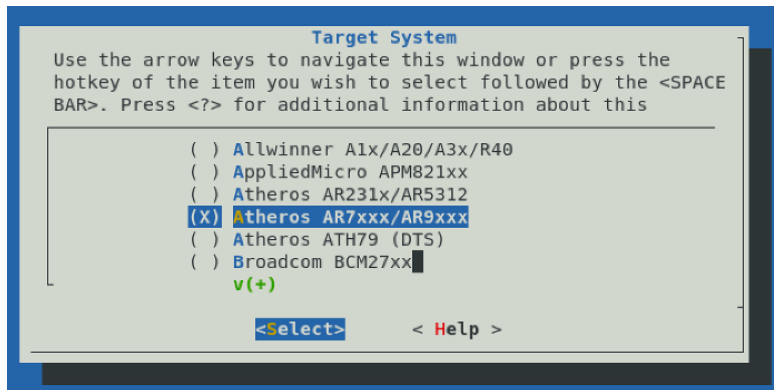 Target System
Use the arrow keys to navigate this window or press the
hotkey of the item you wish to select followed by the <SPACE
BAR>. Press <?> for additional information about this
( ) Allwinner A1x/A20/A3x/R40
( ) AppliedMicro APM821xx
( ) Atheros AR231x/AR5312
(X) Atheros AR7xxx/AR9xxx
( ) Atheros ATH79 (DTS)
( ) Broadcom BCM27xx
v(+)
<Select> < Help >